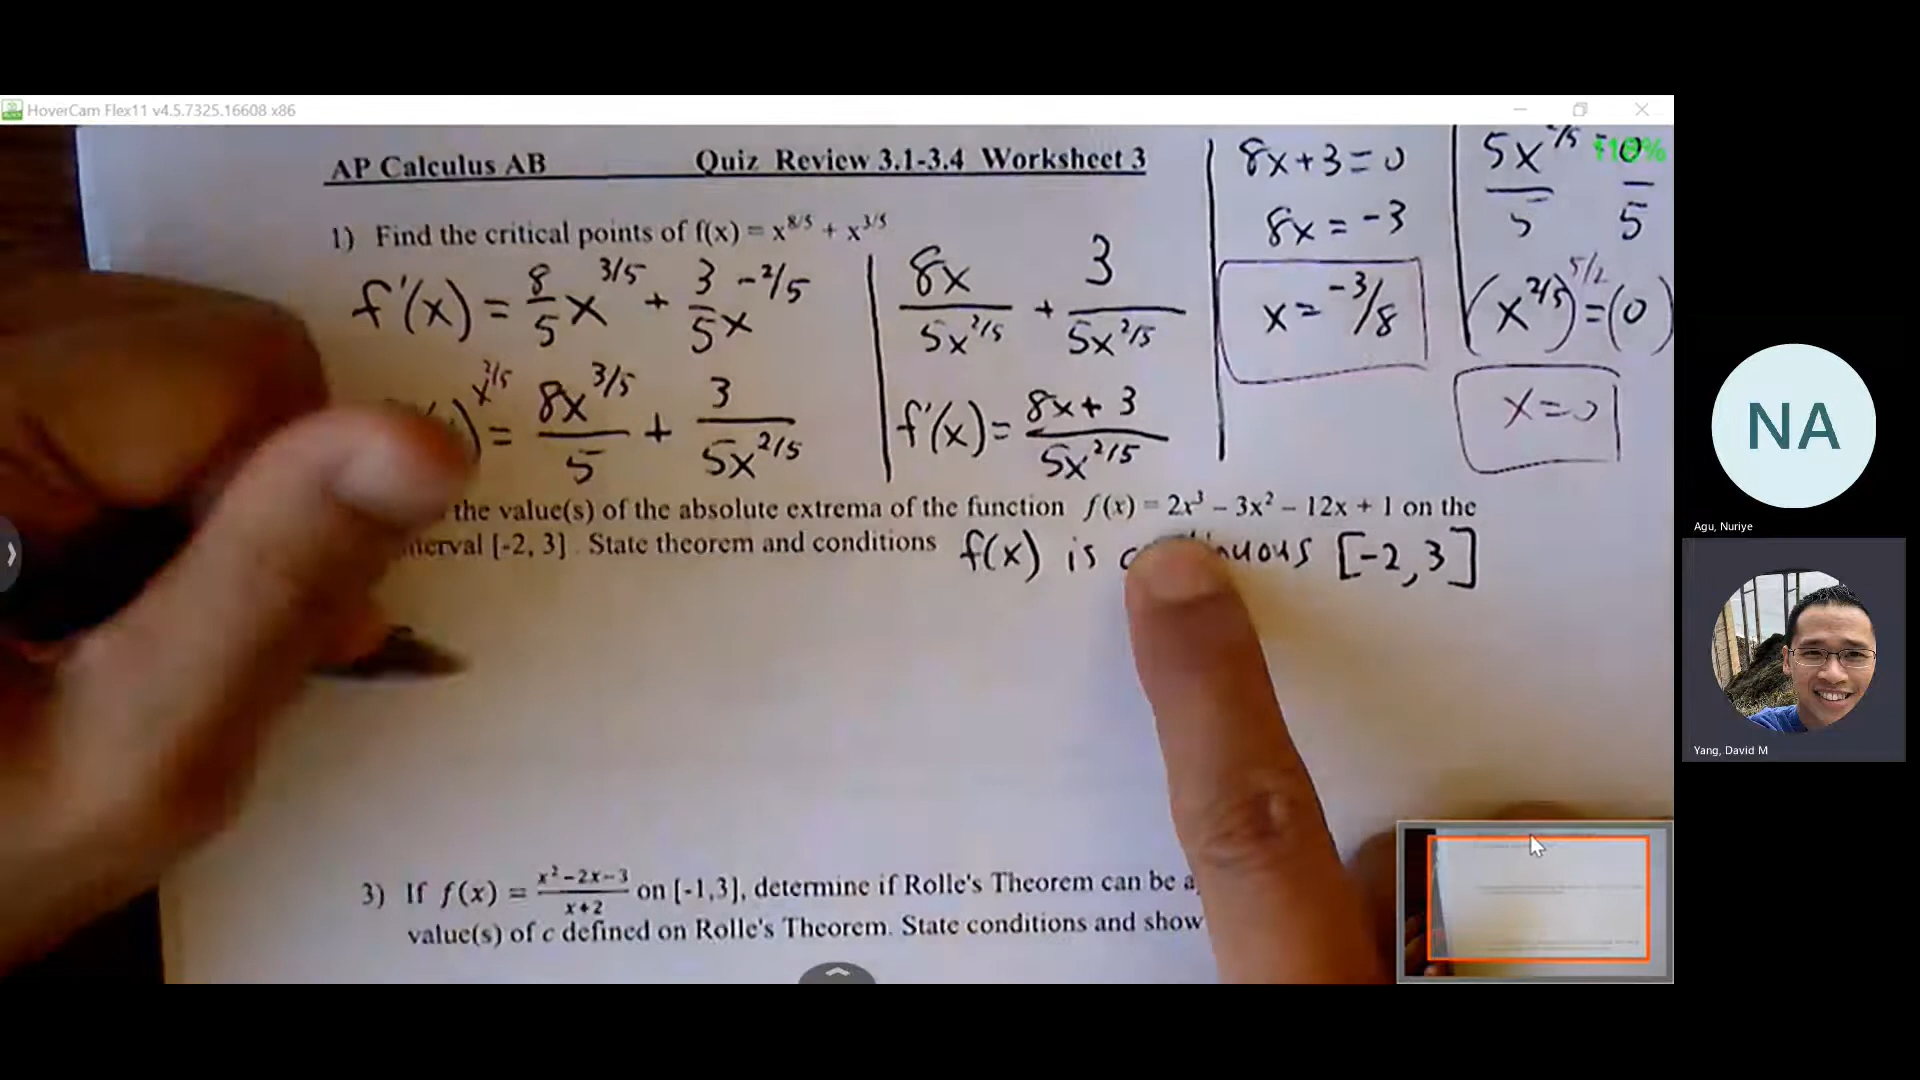 HoverCam Flex11 v4.5.7325.16608 x86
AP Calculus AB Quiz Review 3.1-3.4 Worksheet 3
1) Find the critical points of f(x) = x^8/5 + x^3/5
f'(x) = 8/5 x^3/5 + 3/5 x^-2/5
x^2/5 = 8x^3/5 / 5 + 3 / 5x^2/5
8x / 5x^2/5 + 3 / 5x^2/5
f'(x) = 8x + 3 / 5x^2/5
8x + 3 = 0
8x = -3
x = -3/8
5x^2/5 = 0
5 5
(x^2/5)^5/2 = (0)
x = 0
the value(s) of the absolute extrema of the function f(x) = 2x³ – 3x² – 12x + 1 on the
interval [-2, 3] . State theorem and conditions
f(x) is continuous [-2, 3]
3) If f(x) = x²–2x–3 / x+2 on [-1,3], determine if Rolle's Theorem can be
value(s) of c defined on Rolle's Theorem. State conditions and show
NA
Agu, Nuriye
Yang, David M